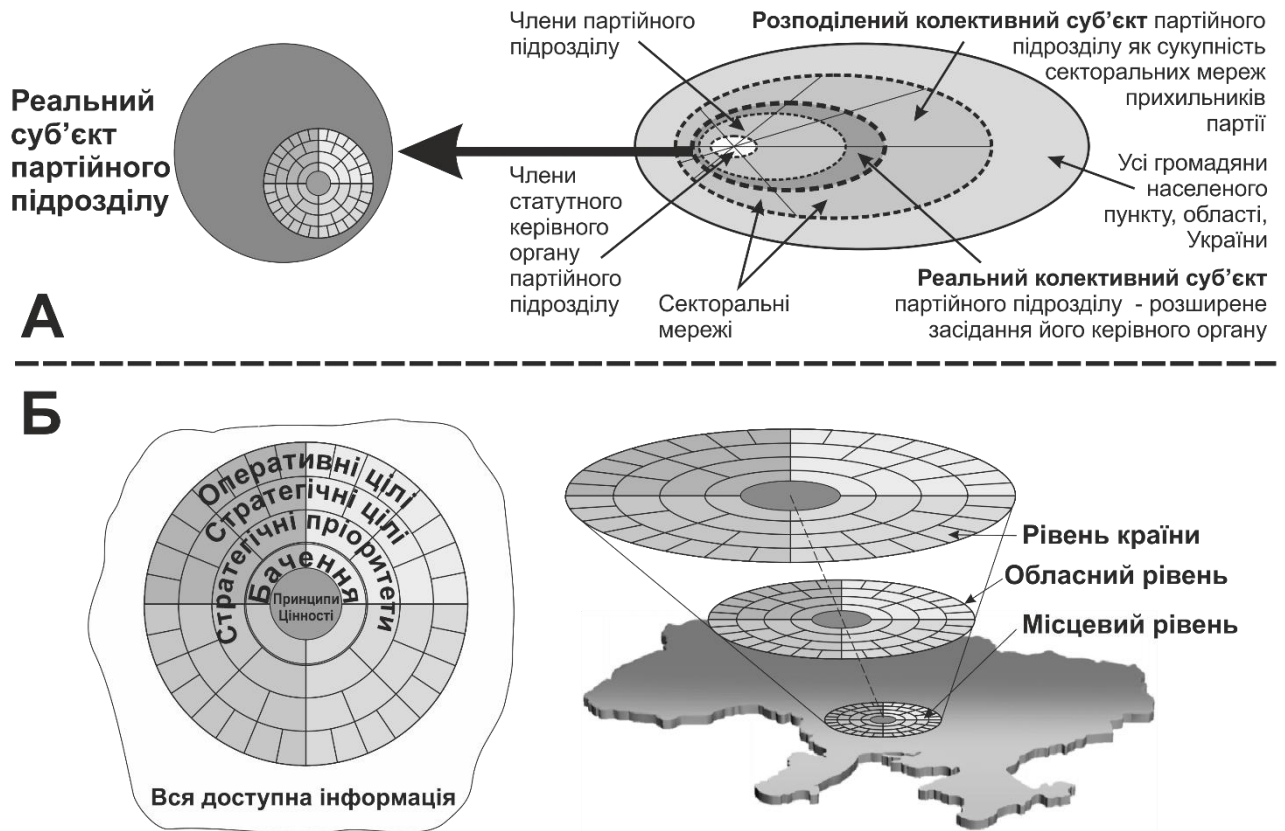 Реальний
суб’єкт
партійного
підрозділу
Члени партійного
підрозділу
Розподілений колективний суб’єкт партійного
підрозділу як сукупність
секторальних мереж
прихильників
партії
Члени
статутного
керівного
органу
партійного
підрозділу
Секторальні
мережі
Усі громадяни
населеного
пункту, області,
України
Реальний колективний суб’єкт
партійного підрозділу - розширене
засідання його керівного органу
А
Б
Оперативні цілі
Стратегічні цілі
Стратегічні пріоритети
Бачення
Принципи
Цінності
Вся доступна інформація
Рівень країни
Обласний рівень
Місцевий рівень